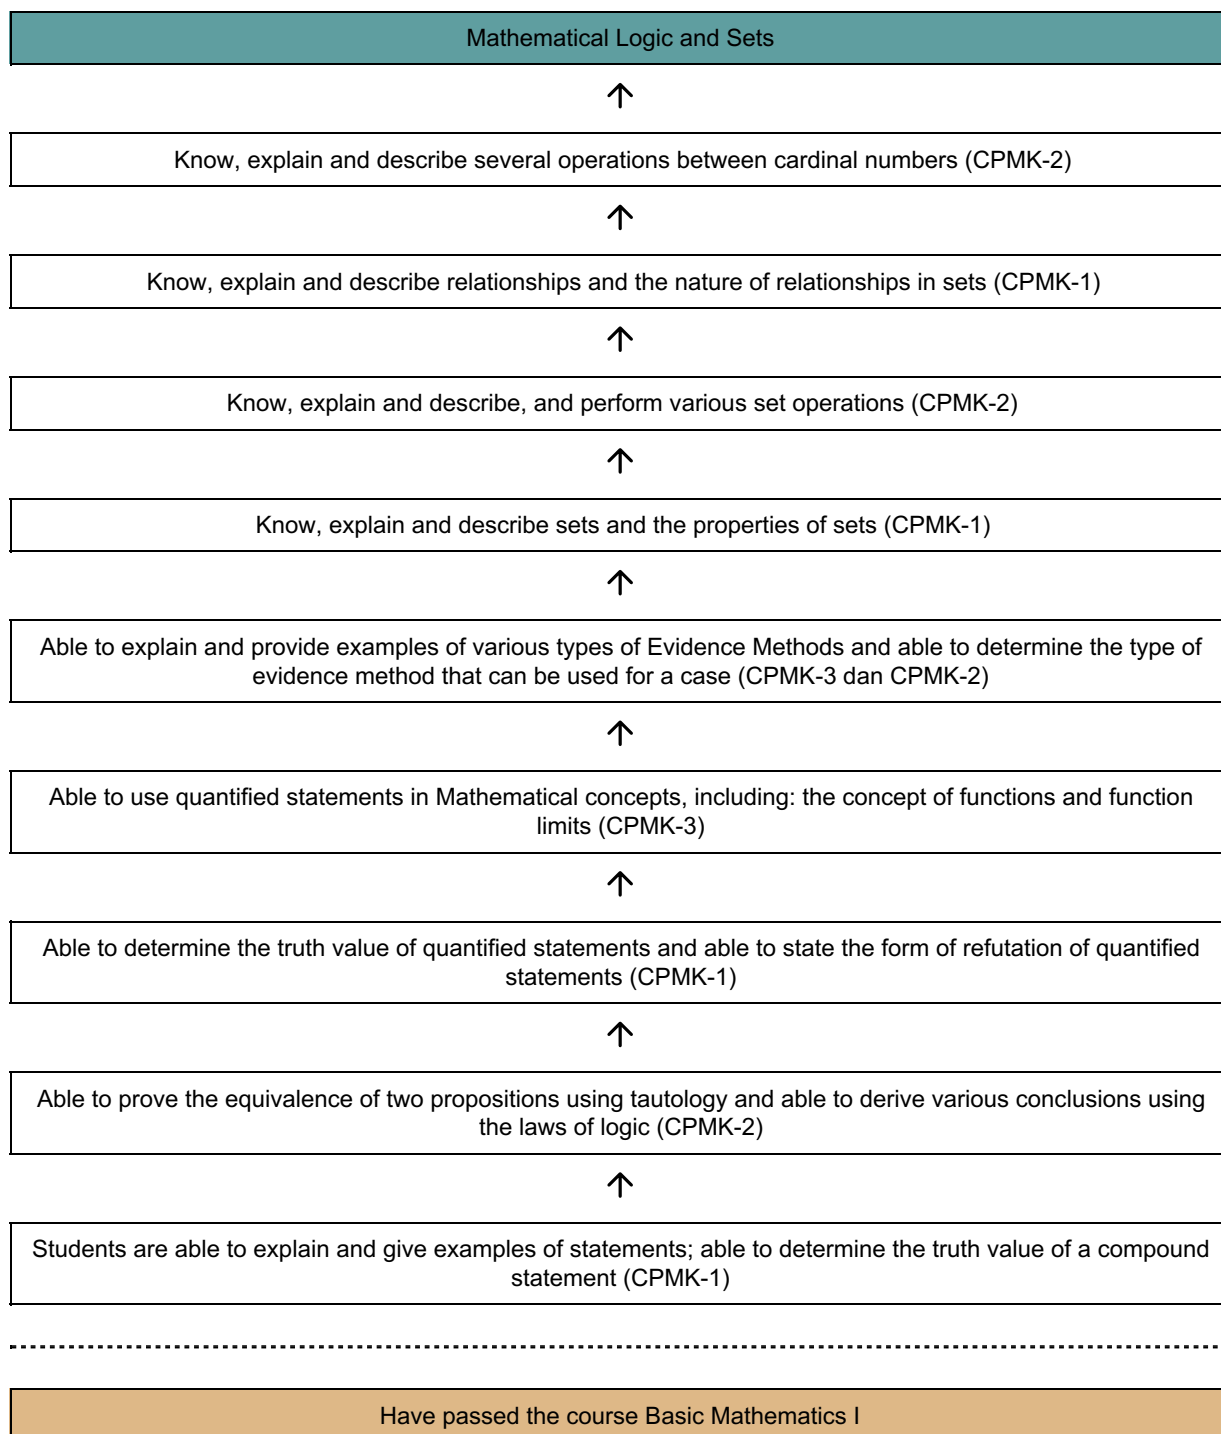 Mathematical Logic and Sets
Know, explain and describe several operations between cardinal numbers (CPMK-2)
Know, explain and describe relationships and the nature of relationships in sets (CPMK-1)
Know, explain and describe, and perform various set operations (CPMK-2)
Know, explain and describe sets and the properties of sets (CPMK-1)
Able to explain and provide examples of various types of Evidence Methods and able to determine the type of
evidence method that can be used for a case (CPMK-3 dan CPMK-2)
Able to use quantified statements in Mathematical concepts, including: the concept of functions and function
limits (CPMK-3)
Able to determine the truth value of quantified statements and able to state the form of refutation of quantified
statements (CPMK-1)
Able to prove the equivalence of two propositions using tautology and able to derive various conclusions using
the laws of logic (CPMK-2)
Students are able to explain and give examples of statements; able to determine the truth value of a compound
statement (CPMK-1)
Have passed the course Basic Mathematics I